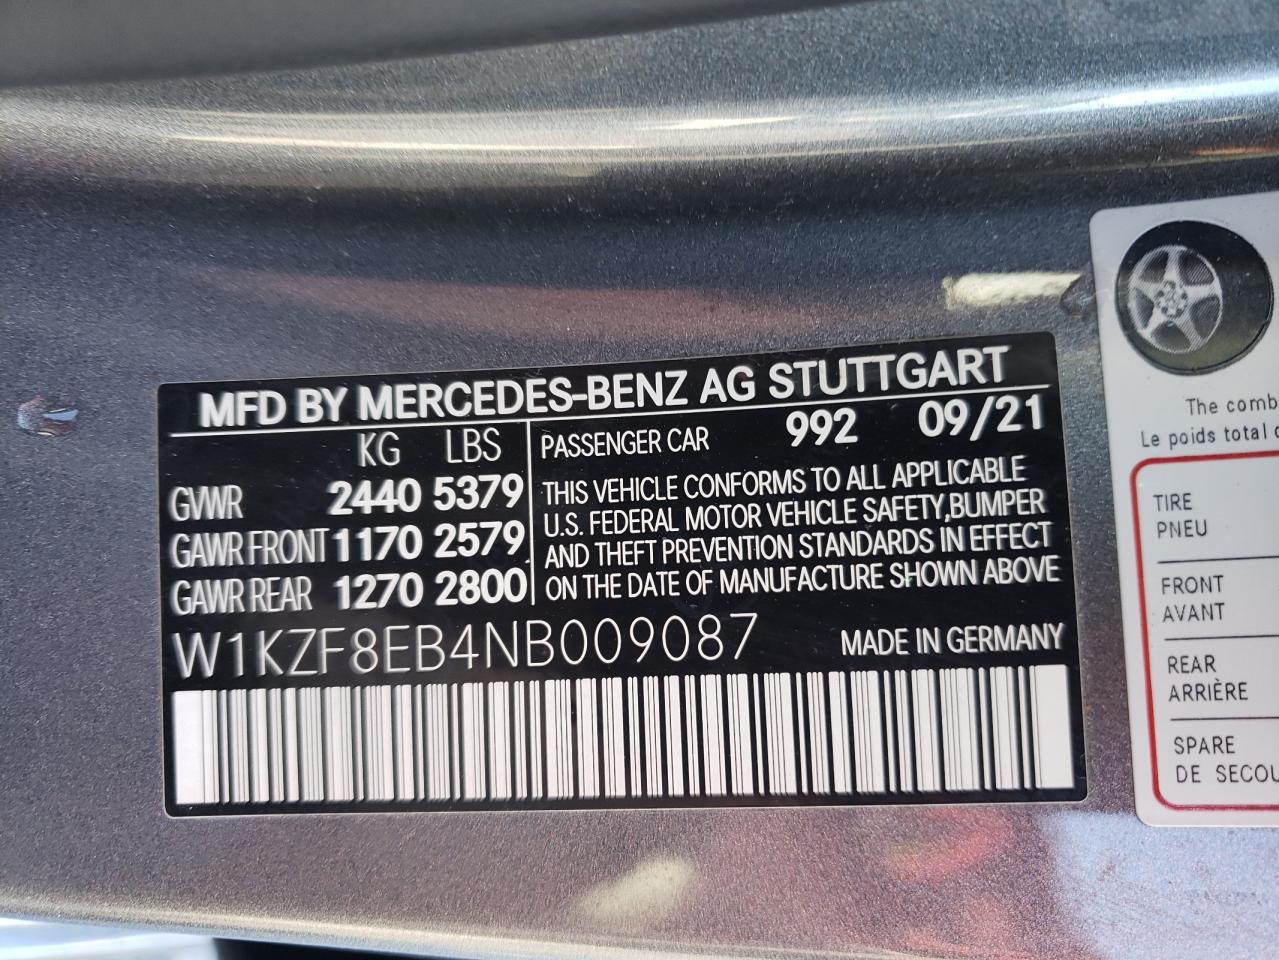 MFD BY MERCEDES-BENZ AG STUTTGART
KG LBS
GVWR 2440 5379
GAWR FRONT 1170 2579
GAWR REAR 1270 2800
PASSENGER CAR 992 09/21
THIS VEHICLE CONFORMS TO ALL APPLICABLE
U.S. FEDERAL MOTOR VEHICLE SAFETY, BUMPER
AND THEFT PREVENTION STANDARDS IN EFFECT
ON THE DATE OF MANUFACTURE SHOWN ABOVE
W1KZF8EB4NB009087
MADE IN GERMANY
The
Le poids total
TIRE
PNEU
FRONT
AVANT
REAR
ARRIÈRE
SPARE
DE